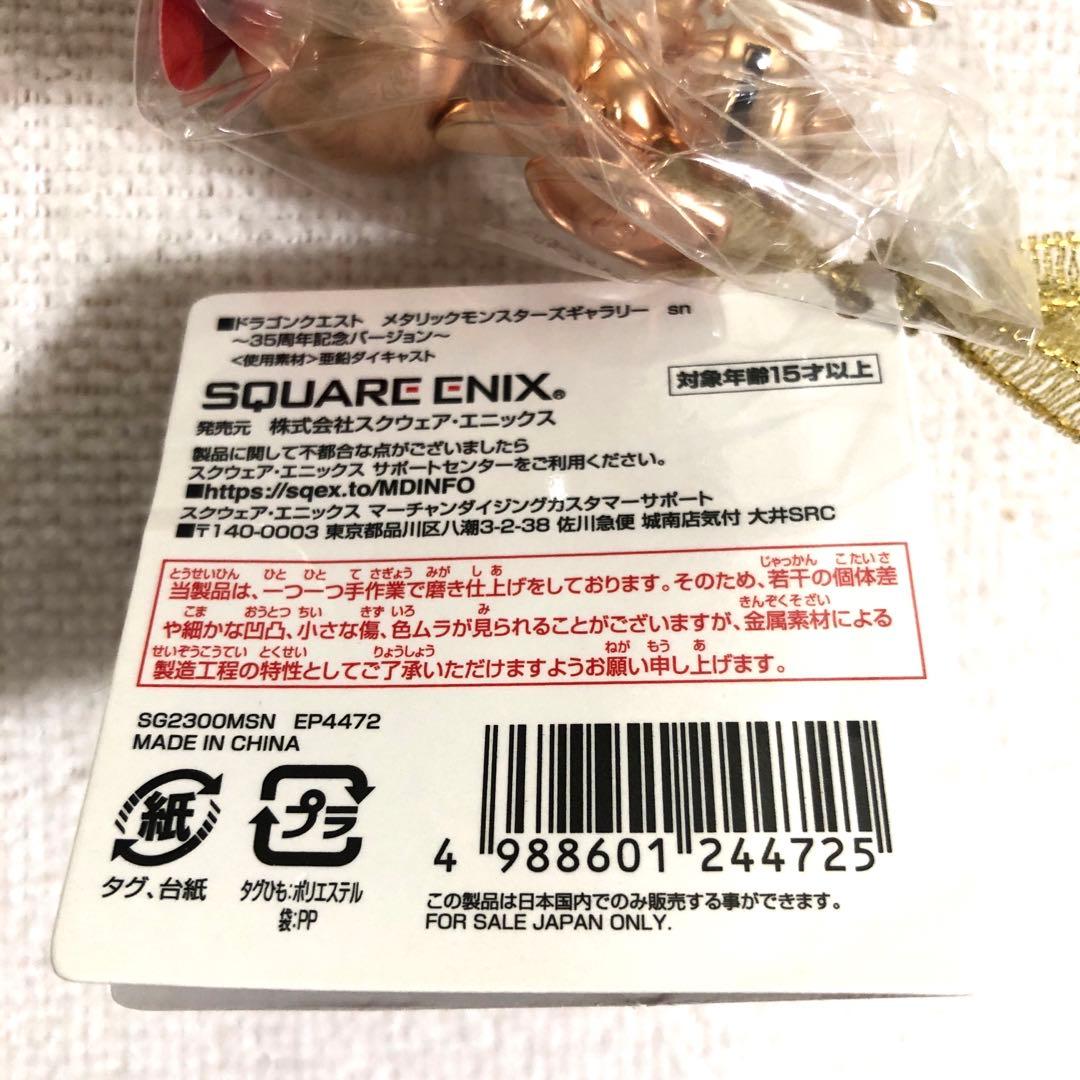 ■ドラゴンクエスト　メタリックモンスターズギャラリー　sn
～35周年記念バージョン～
<使用素材>亜鉛ダイキャスト
SQUARE ENIX®
対象年齢15才以上
発売元　株式会社スクウェア・エニックス
製品に関して不都合な点がございましたら
スクウェア・エニックス サポートセンターをご利用ください。
■https://sqex.to/MDINFO
スクウェア・エニックス マーチャンダイジングカスタマーサポート
■〒140-0003 東京都品川区八潮3-2-38 佐川急便 城南店気付 大井SRC
とうせいひん　ひと　ひと　て さぎょう　みが　し　あ　じゃっかん　こ たい さ
当製品は、一つ一つ手作業で磨き仕上げをしております。そのため、若干の個体差
こま　おうとつ　ちい　きず　いろ　み　きんぞくそざい
や細かな凹凸、小さな傷、色ムラが見られることがございますが、金属素材による
せいぞうこうてい　とくせい　りょうしょう　ねが　もう　あ
製造工程の特性としてご了承いただけますようお願い申し上げます。
SG2300MSN　EP4472
MADE IN CHINA
紙
タグ、台紙
プラ
タグひも:ポリエステル
袋:PP
4 988601 244725
この製品は日本国内でのみ販売する事ができます。
FOR SALE JAPAN ONLY.